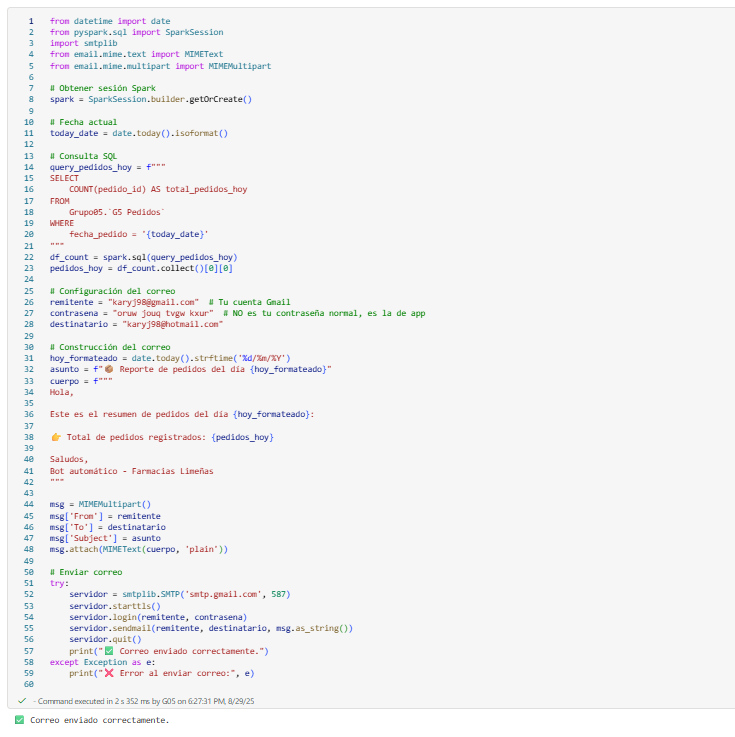 1 from datetime import date
2 from pyspark.sql import SparkSession
3 import smtplib
4 from email.mime.text import MIMEText
5 from email.mime.multipart import MIMEMultipart
6
7 # Obtener sesión Spark
8 spark = SparkSession.builder.getOrCreate()
9
10 # Fecha actual
11 today_date = date.today().isoformat()
12
13 # Consulta SQL
14 query_pedidos_hoy = f"""
15 SELECT
16     COUNT(pedido_id) AS total_pedidos_hoy
17 FROM
18     Grupo05.`G5 Pedidos`
19 WHERE
20     fecha_pedido = '{today_date}'
21 """
22 df_count = spark.sql(query_pedidos_hoy)
23 pedidos_hoy = df_count.collect()[0][0]
24
25 # Configuración del correo
26 remitente = "karyj98@gmail.com"  # Tu cuenta Gmail
27 contrasena = "oruw jouq tvgw kxur"  # NO es tu contraseña normal, es la de app
28 destinatario = "karyj98@hotmail.com"
29
30 # Construcción del correo
31 hoy_formateado = date.today().strftime('%d/%m/%Y')
32 asunto = f"📦 Reporte de pedidos del día {hoy_formateado}"
33 cuerpo = f"""
34 Hola,
35
36 Este es el resumen de pedidos del día {hoy_formateado}:
37
38 👉 Total de pedidos registrados: {pedidos_hoy}
39
40 Saludos,
41 Bot automático - Farmacias Limeñas
42 """
43
44 msg = MIMEMultipart()
45 msg['From'] = remitente
46 msg['To'] = destinatario
47 msg['Subject'] = asunto
48 msg.attach(MIMEText(cuerpo, 'plain'))
49
50 # Enviar correo
51 try:
52     servidor = smtplib.SMTP('smtp.gmail.com', 587)
53     servidor.starttls()
54     servidor.login(remitente, contrasena)
55     servidor.sendmail(remitente, destinatario, msg.as_string())
56     servidor.quit()
57     print("✅ Correo enviado correctamente.")
58 except Exception as e:
59     print("❌ Error al enviar correo:", e)
60
✓ - Command executed in 2 s 352 ms by G05 on 6:27:31 PM, 8/29/25
✅ Correo enviado correctamente.